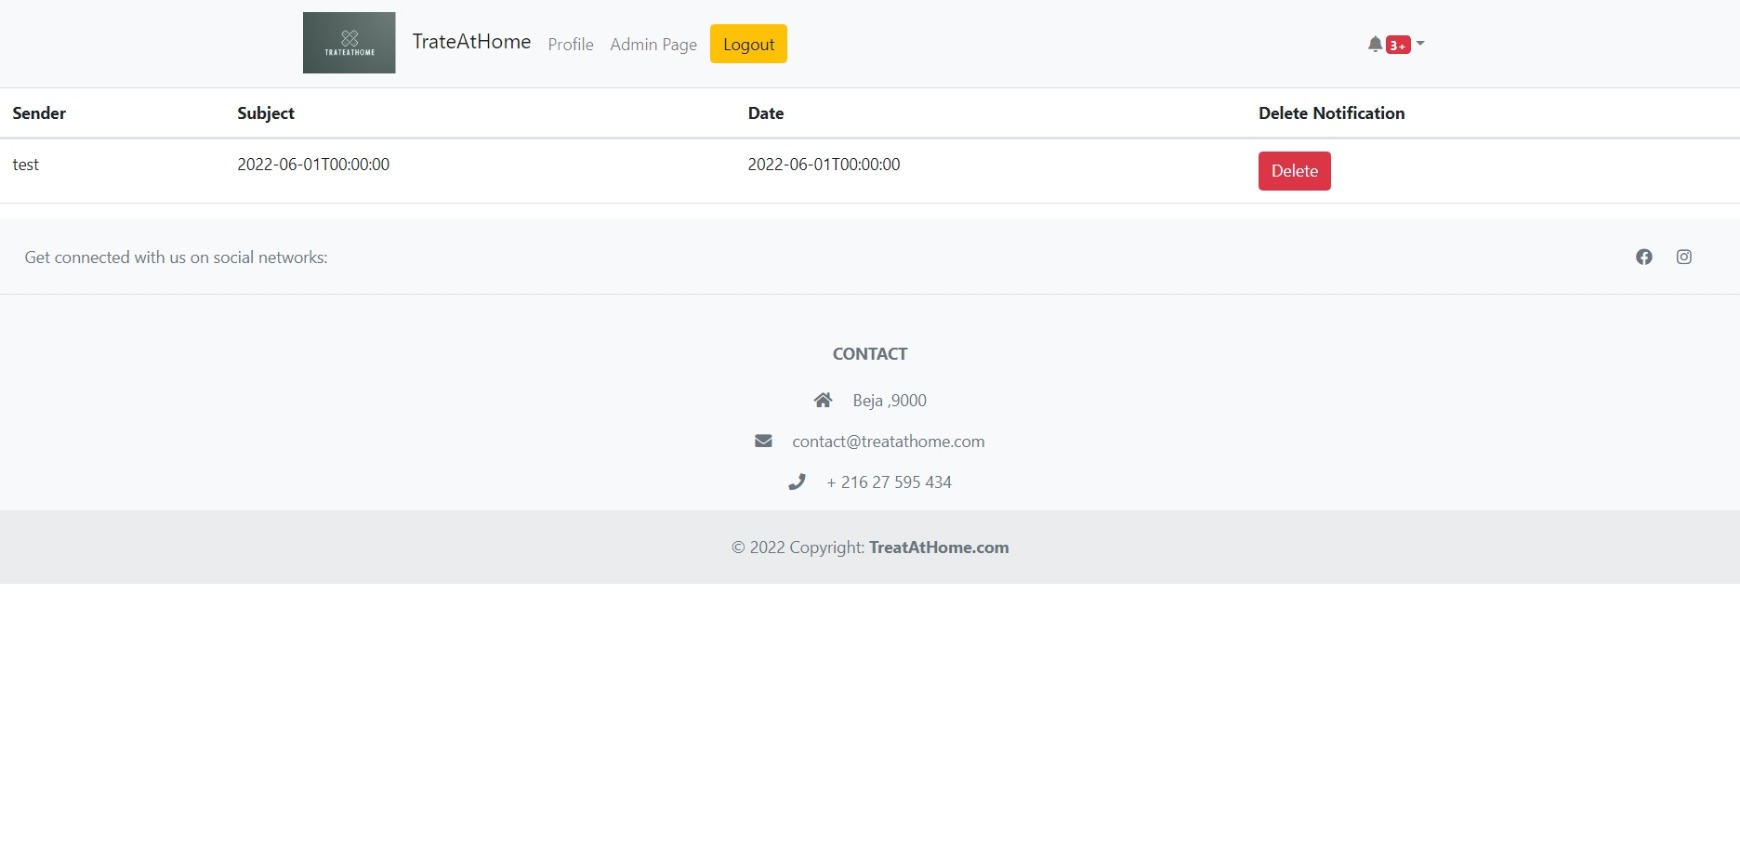 TRATEATHOME
TrateAtHome Profile Admin Page Logout 3+
Sender Subject Date Delete Notification
test 2022-06-01T00:00:00 2022-06-01T00:00:00 Delete
Get connected with us on social networks:
CONTACT
Beja ,9000
contact@treatathome.com
+ 216 27 595 434
© 2022 Copyright: TreatAtHome.com